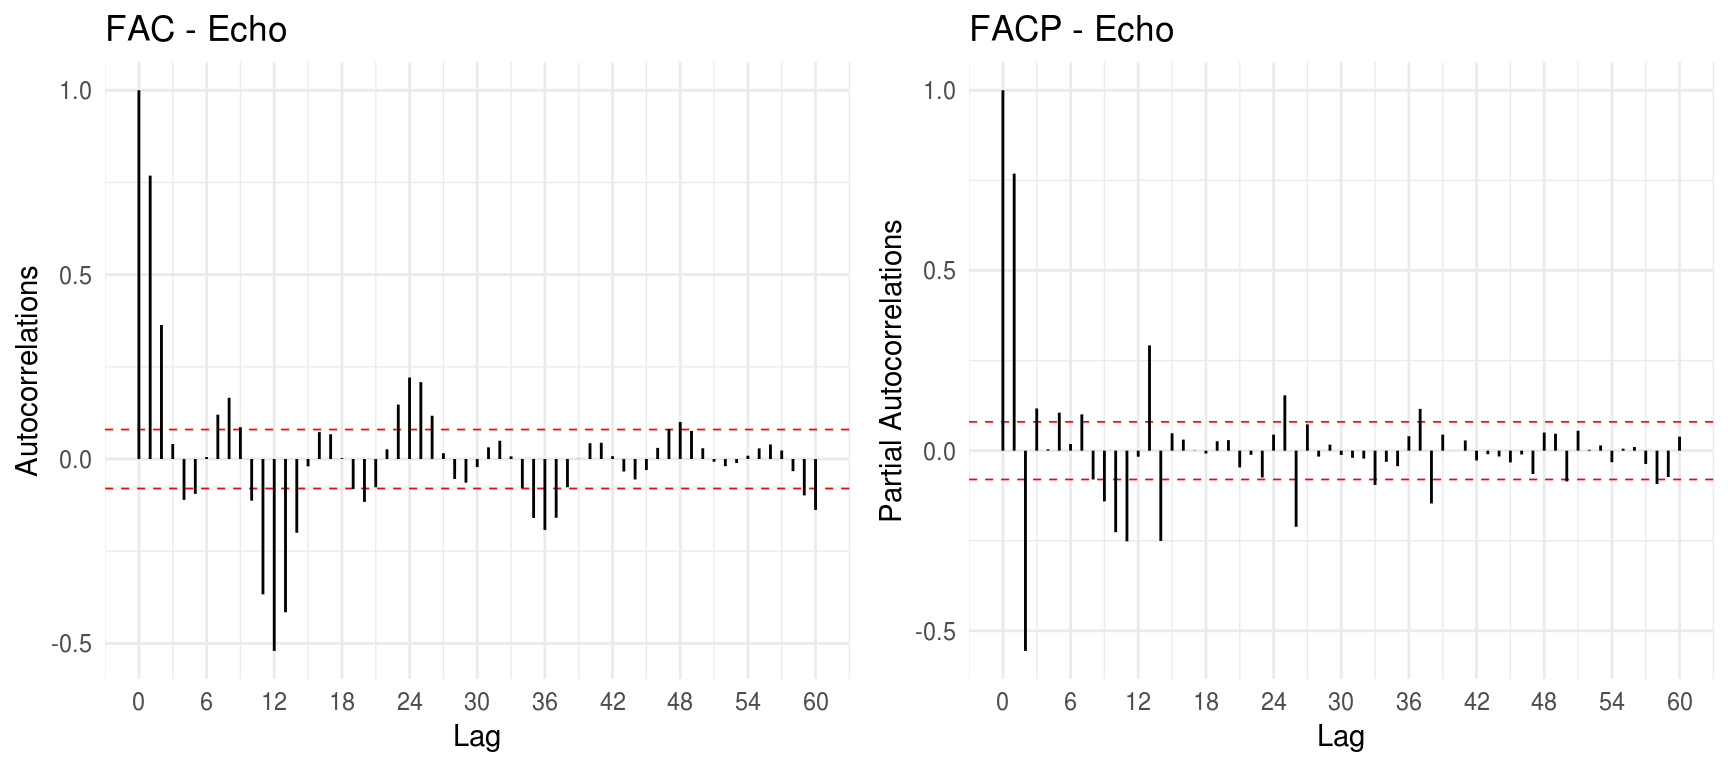 FAC - Echo
Autocorrelations
1.0
0.5
0.0
-0.5
0 6 12 18 24 30 36 42 48 54 60
Lag
FACP - Echo
Partial Autocorrelations
1.0
0.5
0.0
-0.5
0 6 12 18 24 30 36 42 48 54 60
Lag